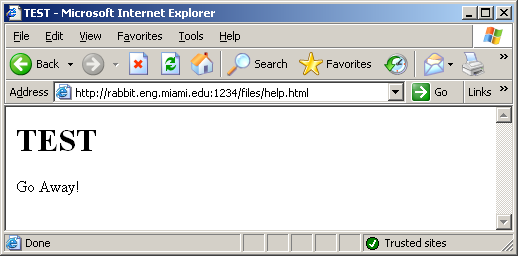 TEST - Microsoft Internet Explorer
File Edit View Favorites Tools Help
Back Search Favorites »
Address http://rabbit.eng.miami.edu:1234/files/help.html Go Links »
TEST
Go Away!
Done Trusted sites